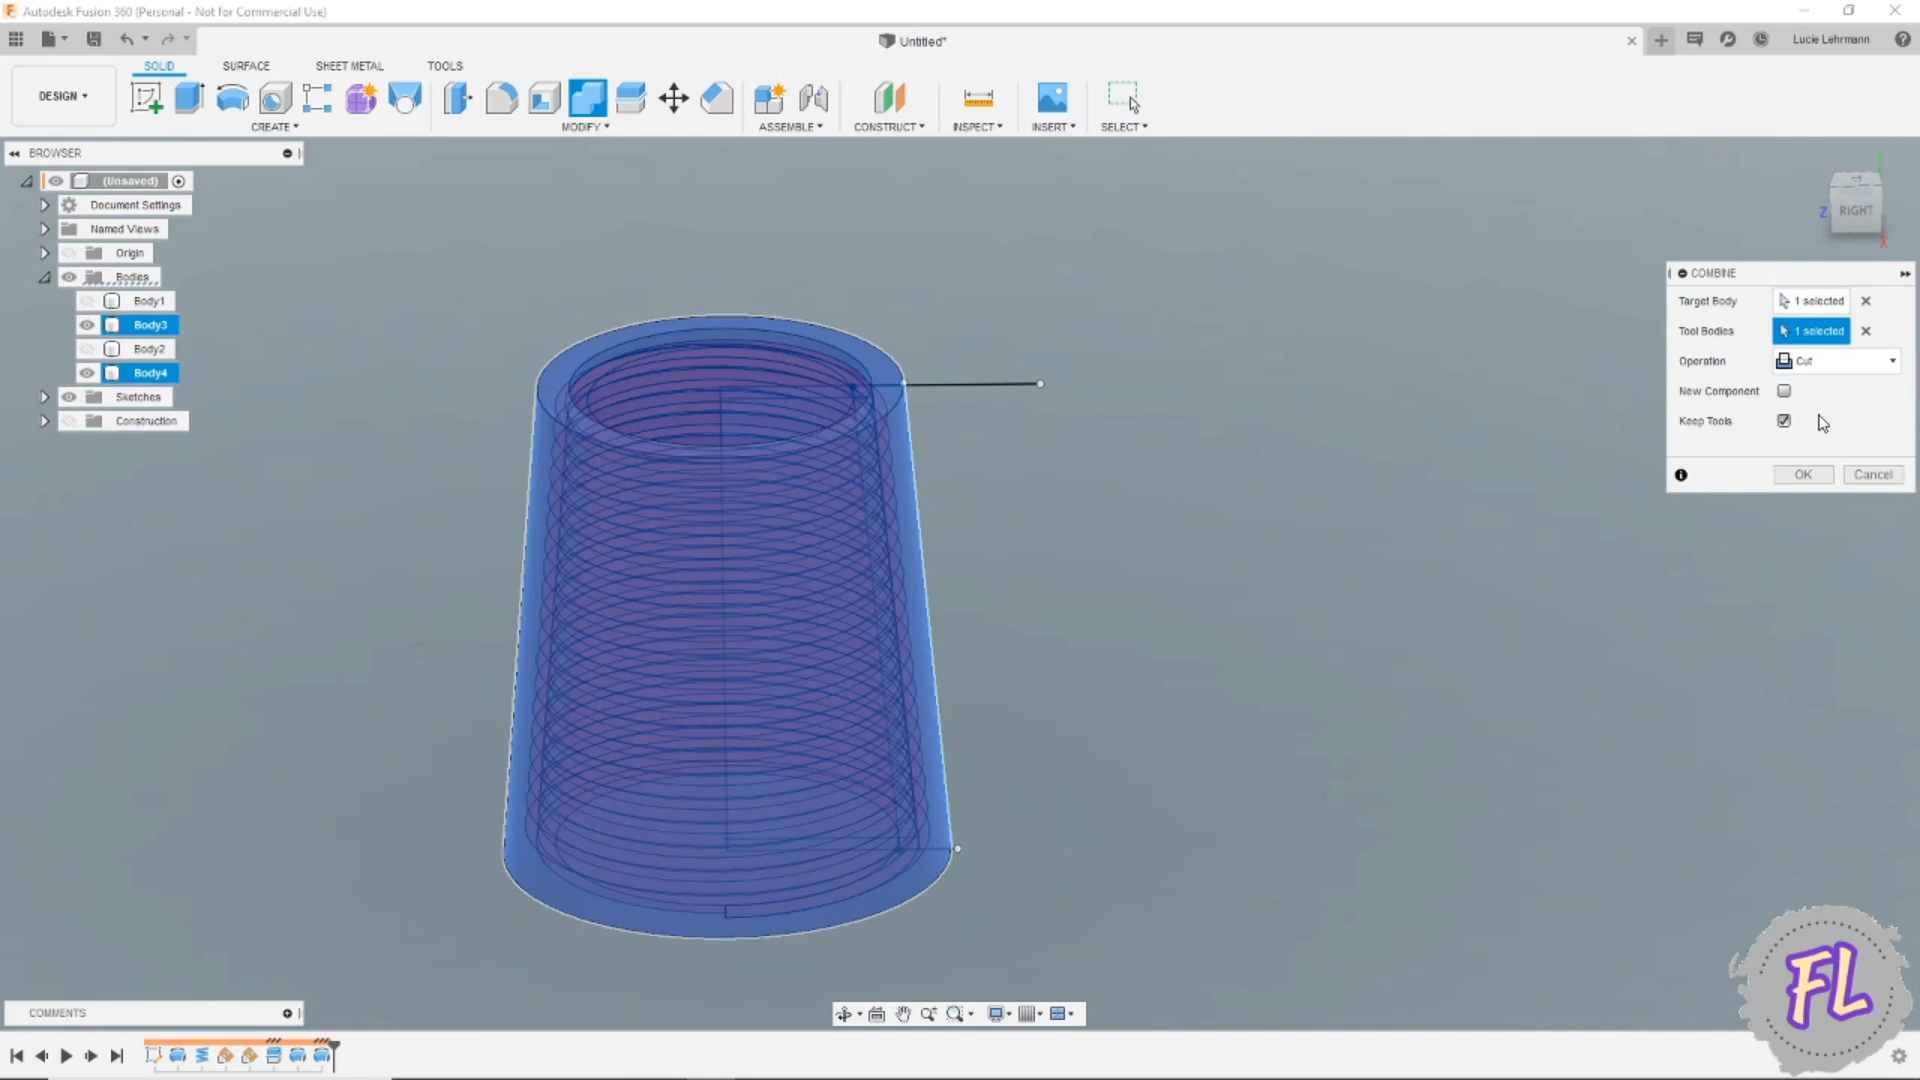 Autodesk Fusion 360 (Personal - Not for Commercial Use)
Untitled*
Lucie Lehrmann
SOLID SURFACE SHEET METAL TOOLS
DESIGN
CREATE MODIFY ASSEMBLE CONSTRUCT INSPECT INSERT SELECT
BROWSER
(Unsaved)
Document Settings
Named Views
Origin
Bodies
Body1
Body3
Body2
Body4
Sketches
Construction
Z
RIGHT
X
COMBINE
Target Body 1 selected
Tool Bodies 1 selected
Operation Cut
New Component
Keep Tools
OK Cancel
COMMENTS
FL